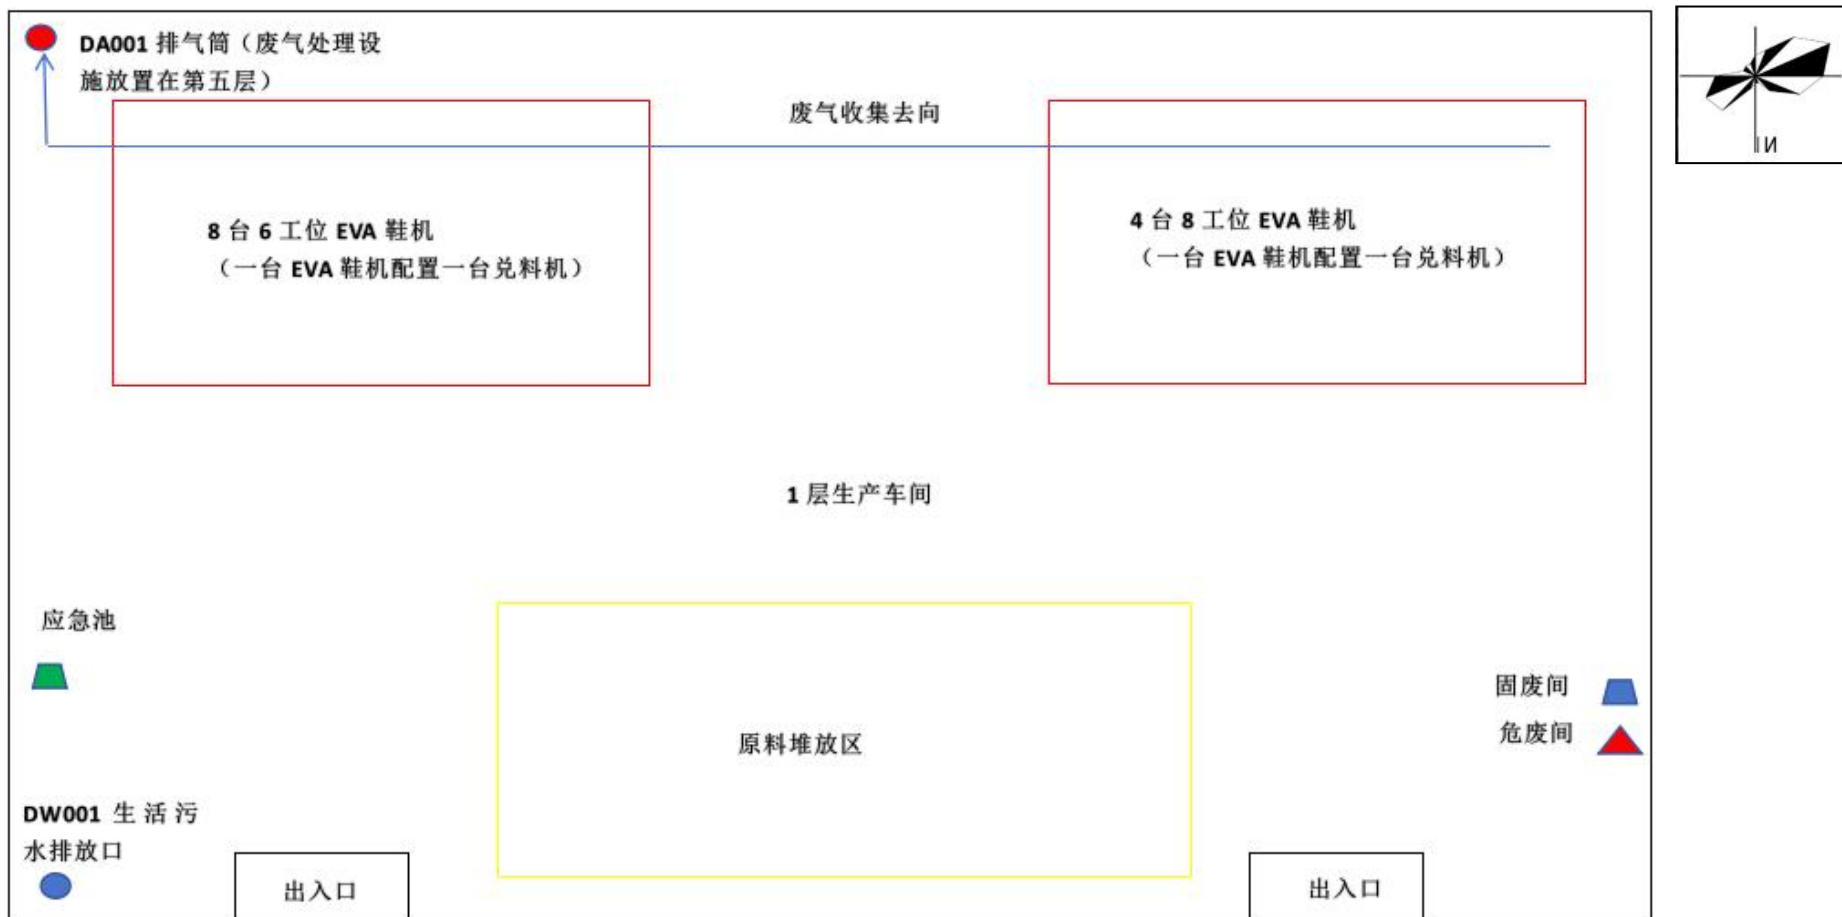 DA001 排气筒（废气处理设
施放置在第五层）
废气收集去向
N
8 台 6 工位 EVA 鞋机
（一台 EVA 鞋机配置一台兑料机）
4 台 8 工位 EVA 鞋机
（一台 EVA 鞋机配置一台兑料机）
1 层生产车间
应急池
固废间
危废间
原料堆放区
DW001 生活污
水排放口
出入口
出入口